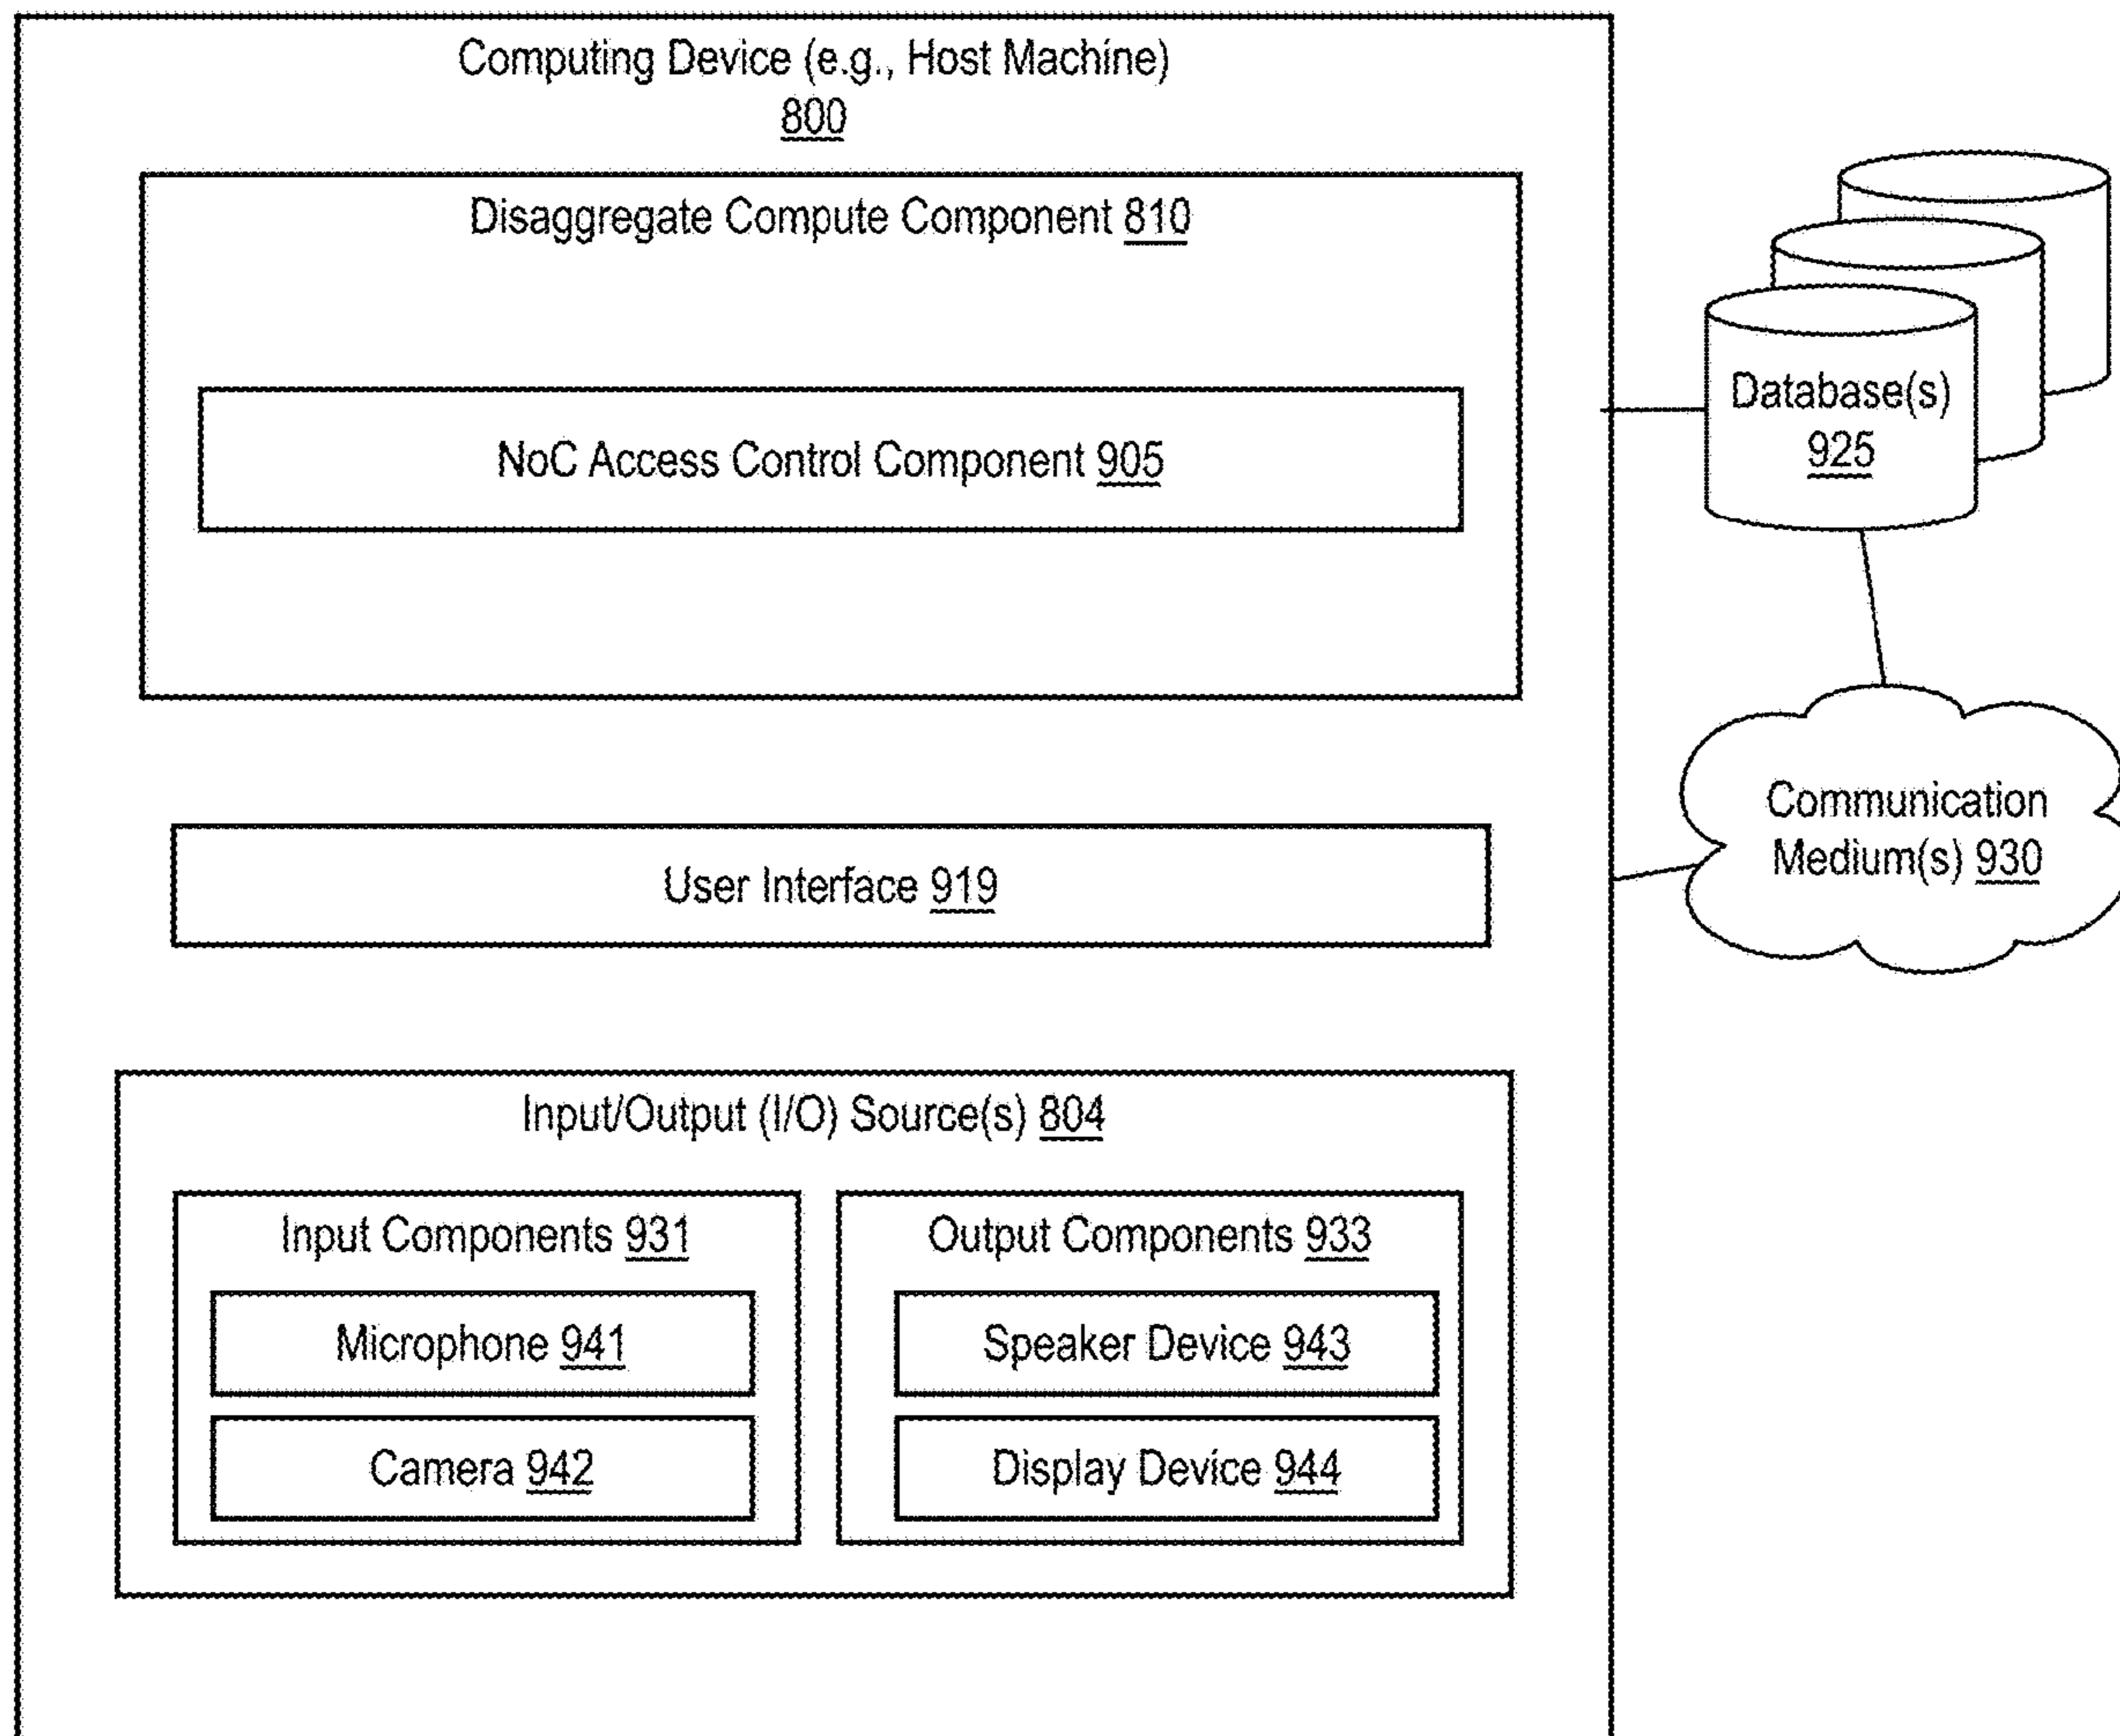 Computing Device (e.g., Host Machine)
800
Disaggregate Compute Component 810
NoC Access Control Component 905
Database(s)
925
Communication
Medium(s) 930
User Interface 919
Input/Output (I/O) Source(s) 804
Input Components 931
Microphone 941
Camera 942
Output Components 933
Speaker Device 943
Display Device 944